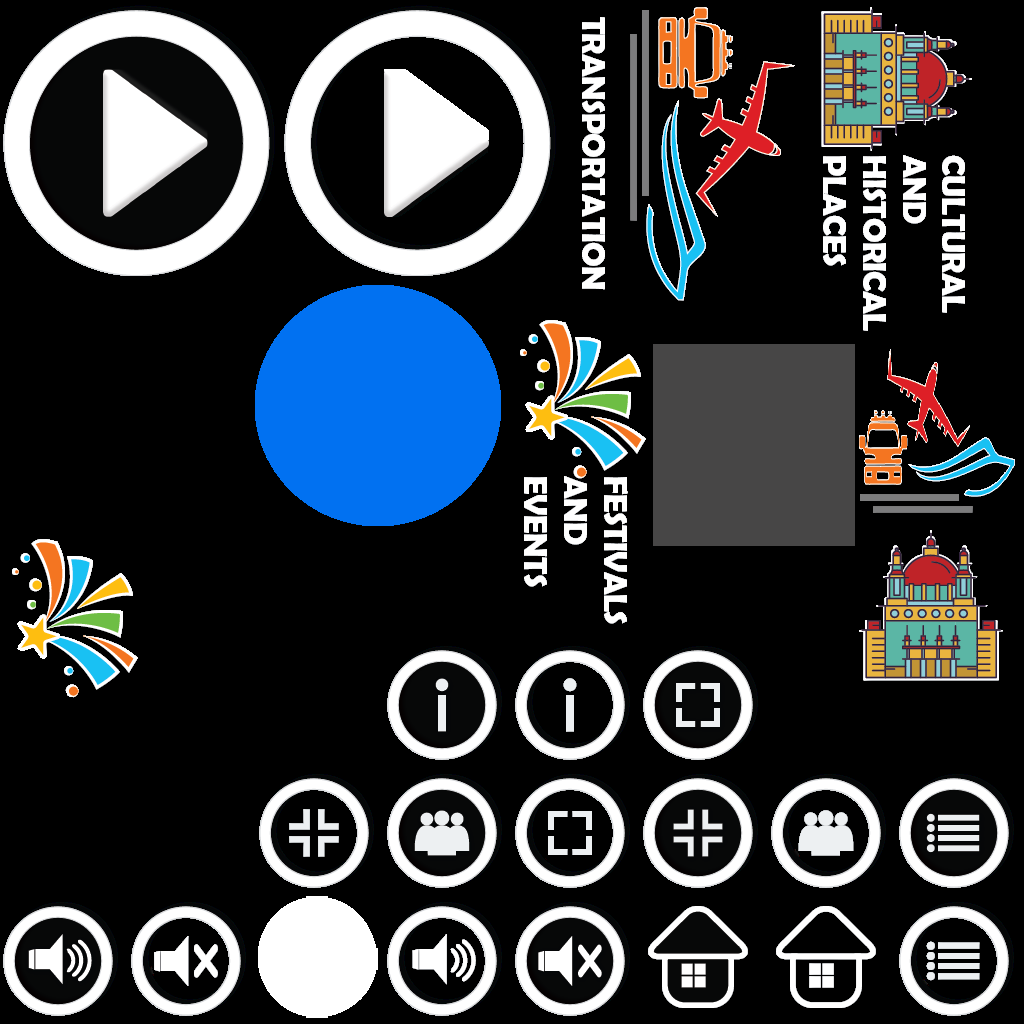 TRANSPORTATION
CULTURAL
AND
HISTORICAL
PLACES
FESTIVALS
AND
EVENTS